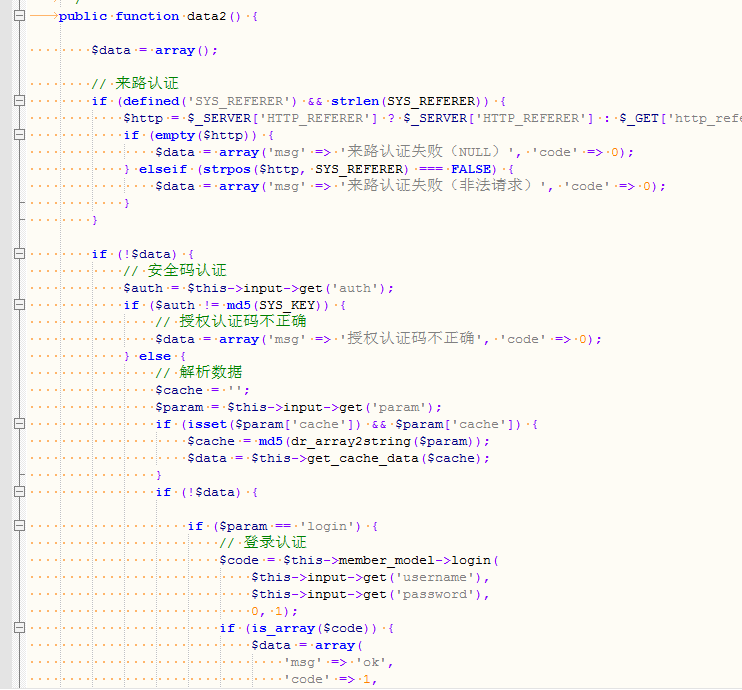 public function data2() {
$data = array();
// 来路认证
if (defined('SYS_REFERER') && strlen(SYS_REFERER)) {
$http = $_SERVER['HTTP_REFERER'] ? $_SERVER['HTTP_REFERER'] : $_GET['http_refe
if (empty($http)) {
$data = array('msg' => '来路认证失败（NULL）', 'code' => 0);
} elseif (strpos($http, SYS_REFERER) === FALSE) {
$data = array('msg' => '来路认证失败（非法请求）', 'code' => 0);
}
}
if (!$data) {
// 安全码认证
$auth = $this->input->get('auth');
if ($auth != md5(SYS_KEY)) {
// 授权认证码不正确
$data = array('msg' => '授权认证码不正确', 'code' => 0);
} else {
// 解析数据
$cache = '';
$param = $this->input->get('param');
if (isset($param['cache']) && $param['cache']) {
$cache = md5(dr_array2string($param));
$data = $this->get_cache_data($cache);
}
if (!$data) {
if ($param == 'login') {
// 登录认证
$code = $this->member_model->login(
$this->input->get('username'),
$this->input->get('password'),
0, 1);
if (is_array($code)) {
$data = array(
'msg' => 'ok',
'code' => 1,